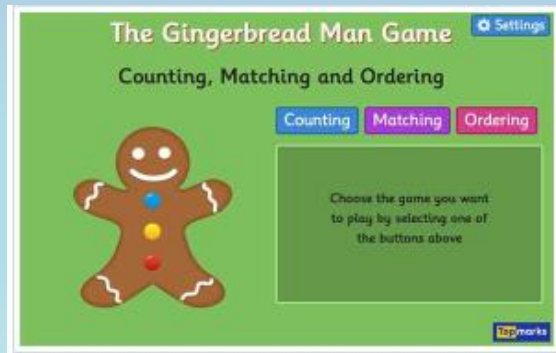 The Gingerbread Man Game
Settings
Counting, Matching and Ordering
Counting Matching Ordering
Choose the game you want
to play by selecting one of
the buttons above
Topmarks